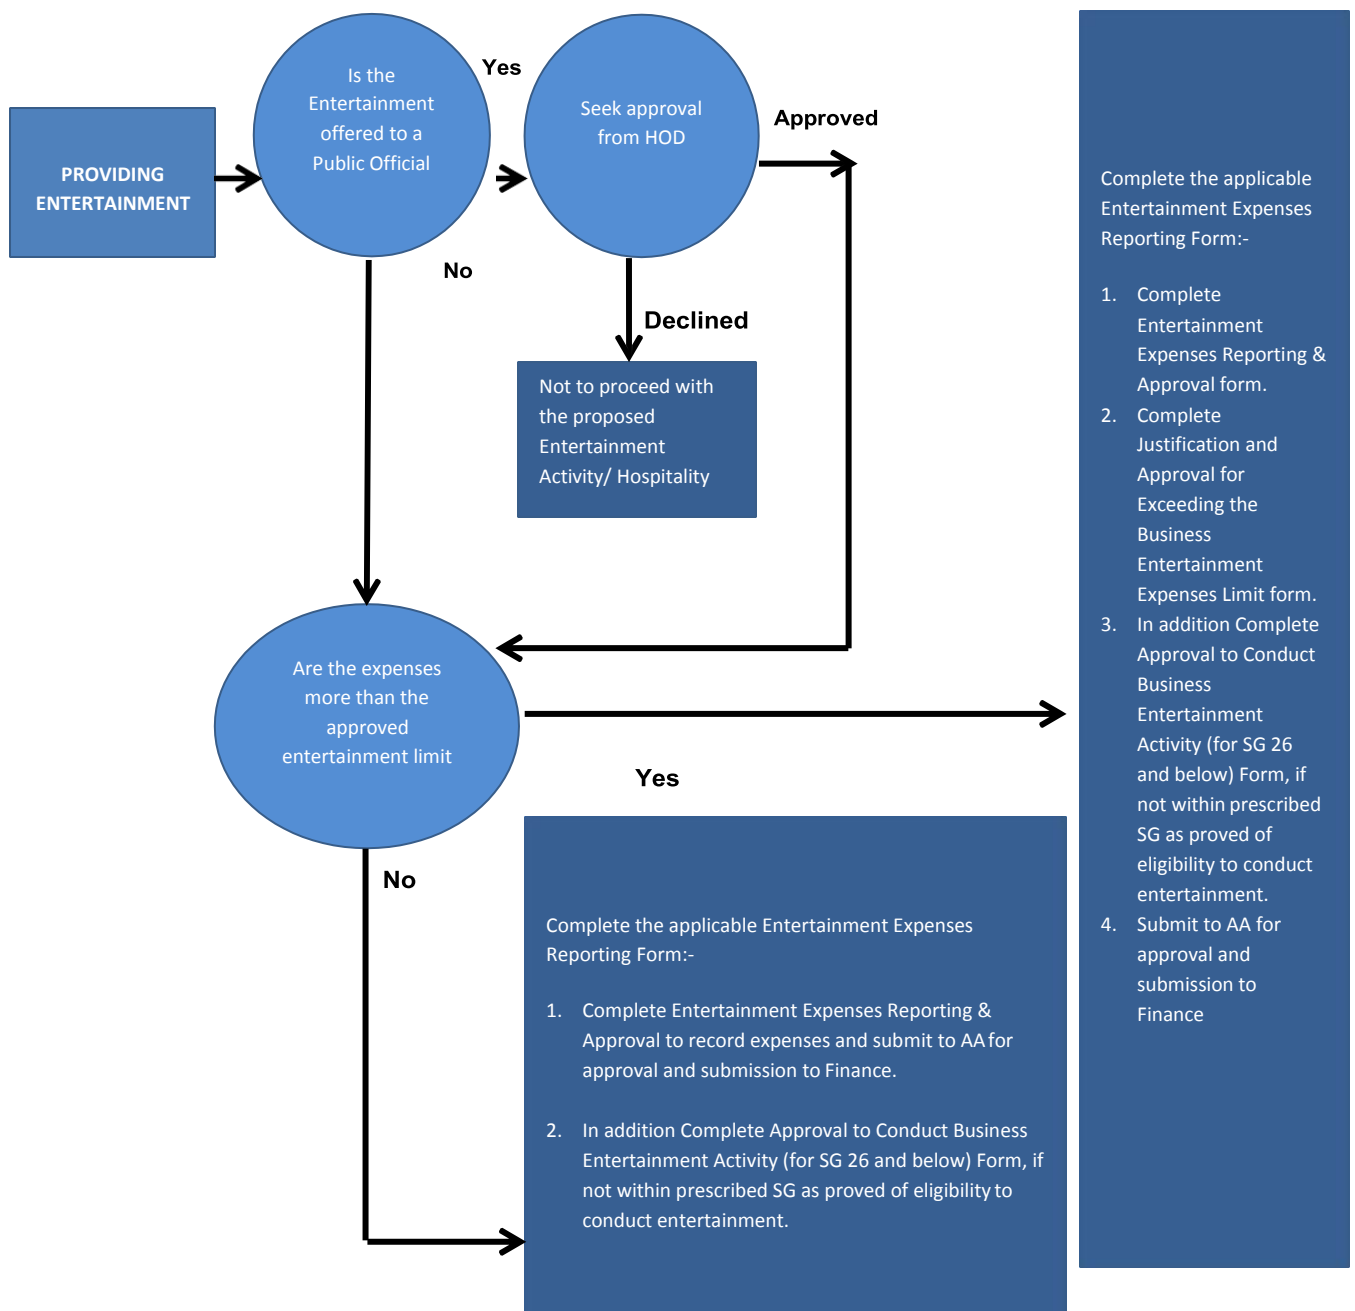 PROVIDING
ENTERTAINMENT
Is the
Entertainment
offered to a
Public Official
Yes
Seek approval
from HOD
Approved
No
Declined
Not to proceed with
the proposed
Entertainment
Activity/ Hospitality
Are the expenses
more than the
approved
entertainment limit
Yes
No
Complete the applicable Entertainment Expenses
Reporting Form:-
1. Complete Entertainment Expenses Reporting &
Approval to record expenses and submit to AA for
approval and submission to Finance.
2. In addition Complete Approval to Conduct Business
Entertainment Activity (for SG 26 and below) Form, if
not within prescribed SG as proved of eligibility to
conduct entertainment.
Complete the applicable
Entertainment Expenses
Reporting Form:-
1. Complete
Entertainment
Expenses Reporting &
Approval form.
2. Complete
Justification and
Approval for
Exceeding the
Business
Entertainment
Expenses Limit form.
3. In addition Complete
Approval to Conduct
Business
Entertainment
Activity (for SG 26
and below) Form, if
not within prescribed
SG as proved of
eligibility to conduct
entertainment.
4. Submit to AA for
approval and
submission to
Finance